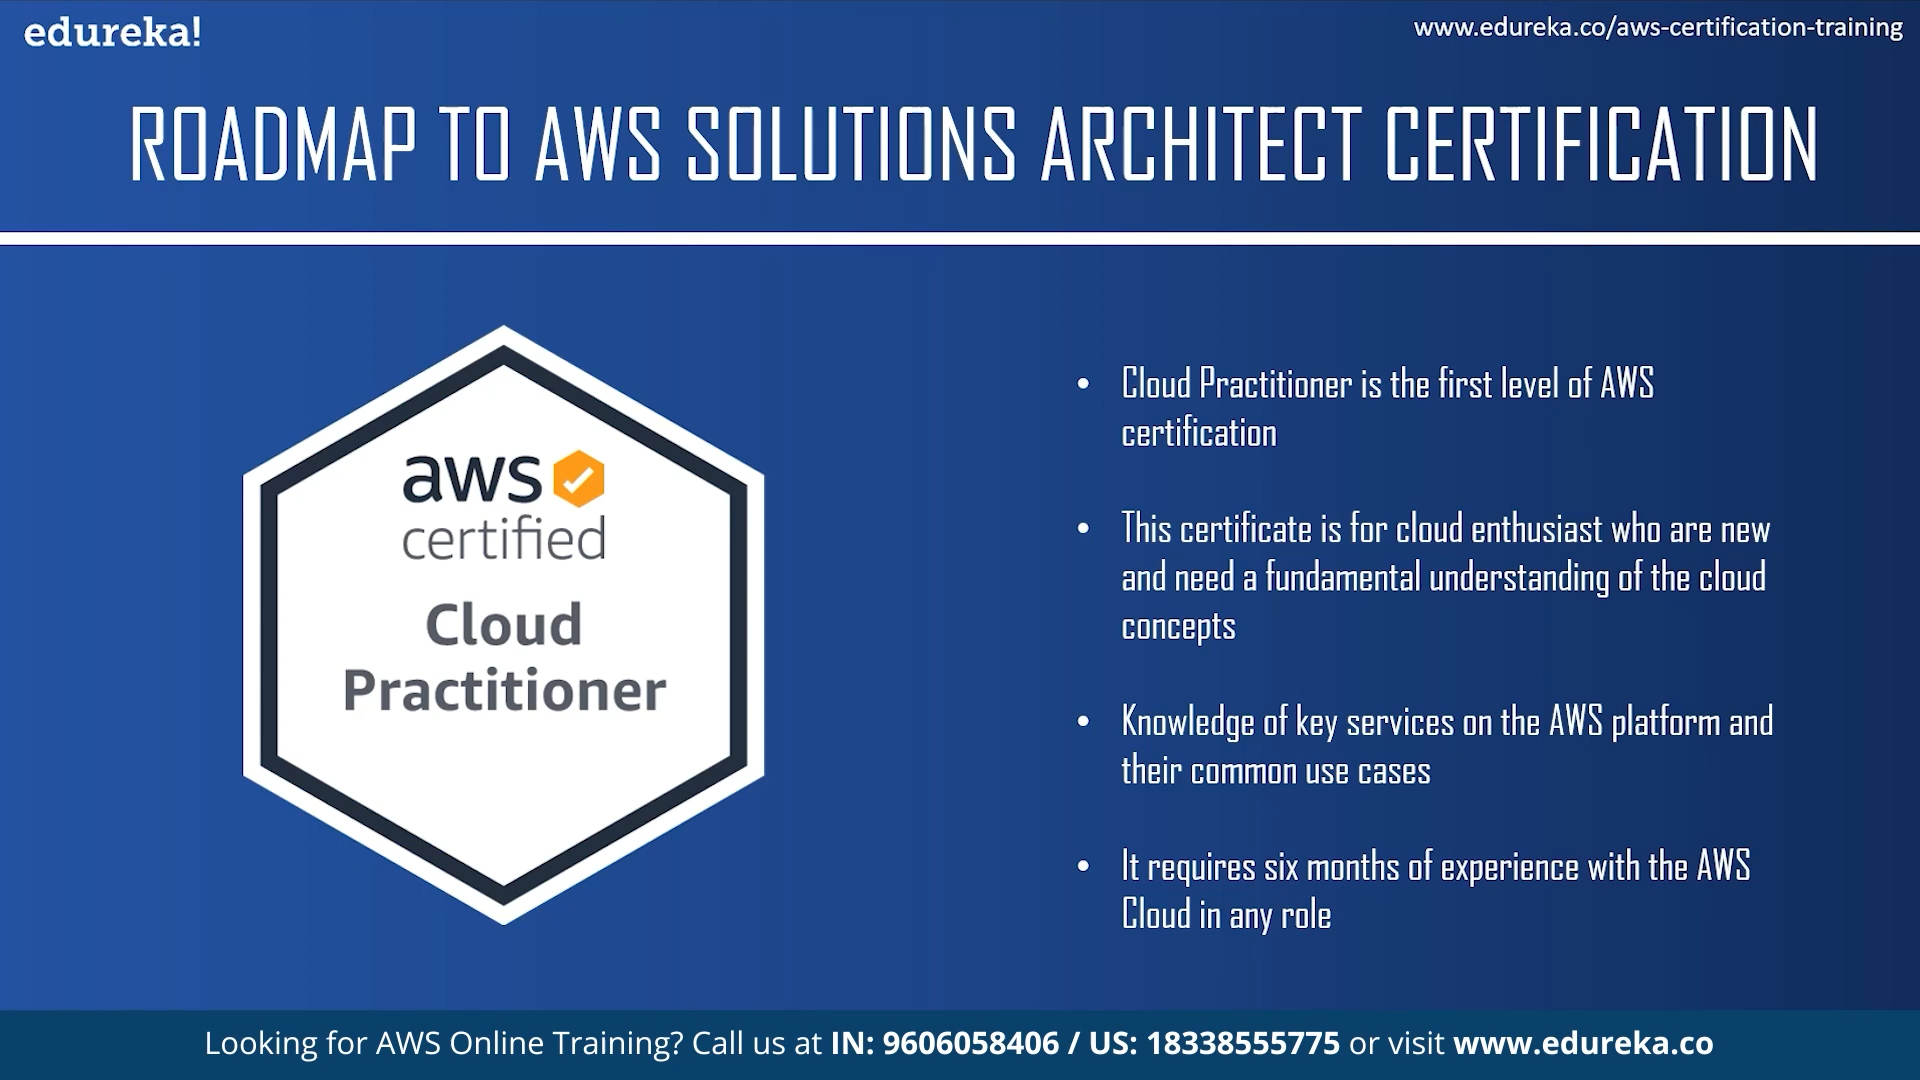 edureka!
www.edureka.co/aws-certification-training
ROADMAP TO AWS SOLUTIONS ARCHITECT CERTIFICATION
aws
certified
Cloud
Practitioner
• Cloud Practitioner is the first level of AWS
certification
• This certificate is for cloud enthusiast who are new
and need a fundamental understanding of the cloud
concepts
• Knowledge of key services on the AWS platform and
their common use cases
• It requires six months of experience with the AWS
Cloud in any role
Looking for AWS Online Training? Call us at IN: 9606058406 / US: 18338555775 or visit www.edureka.co